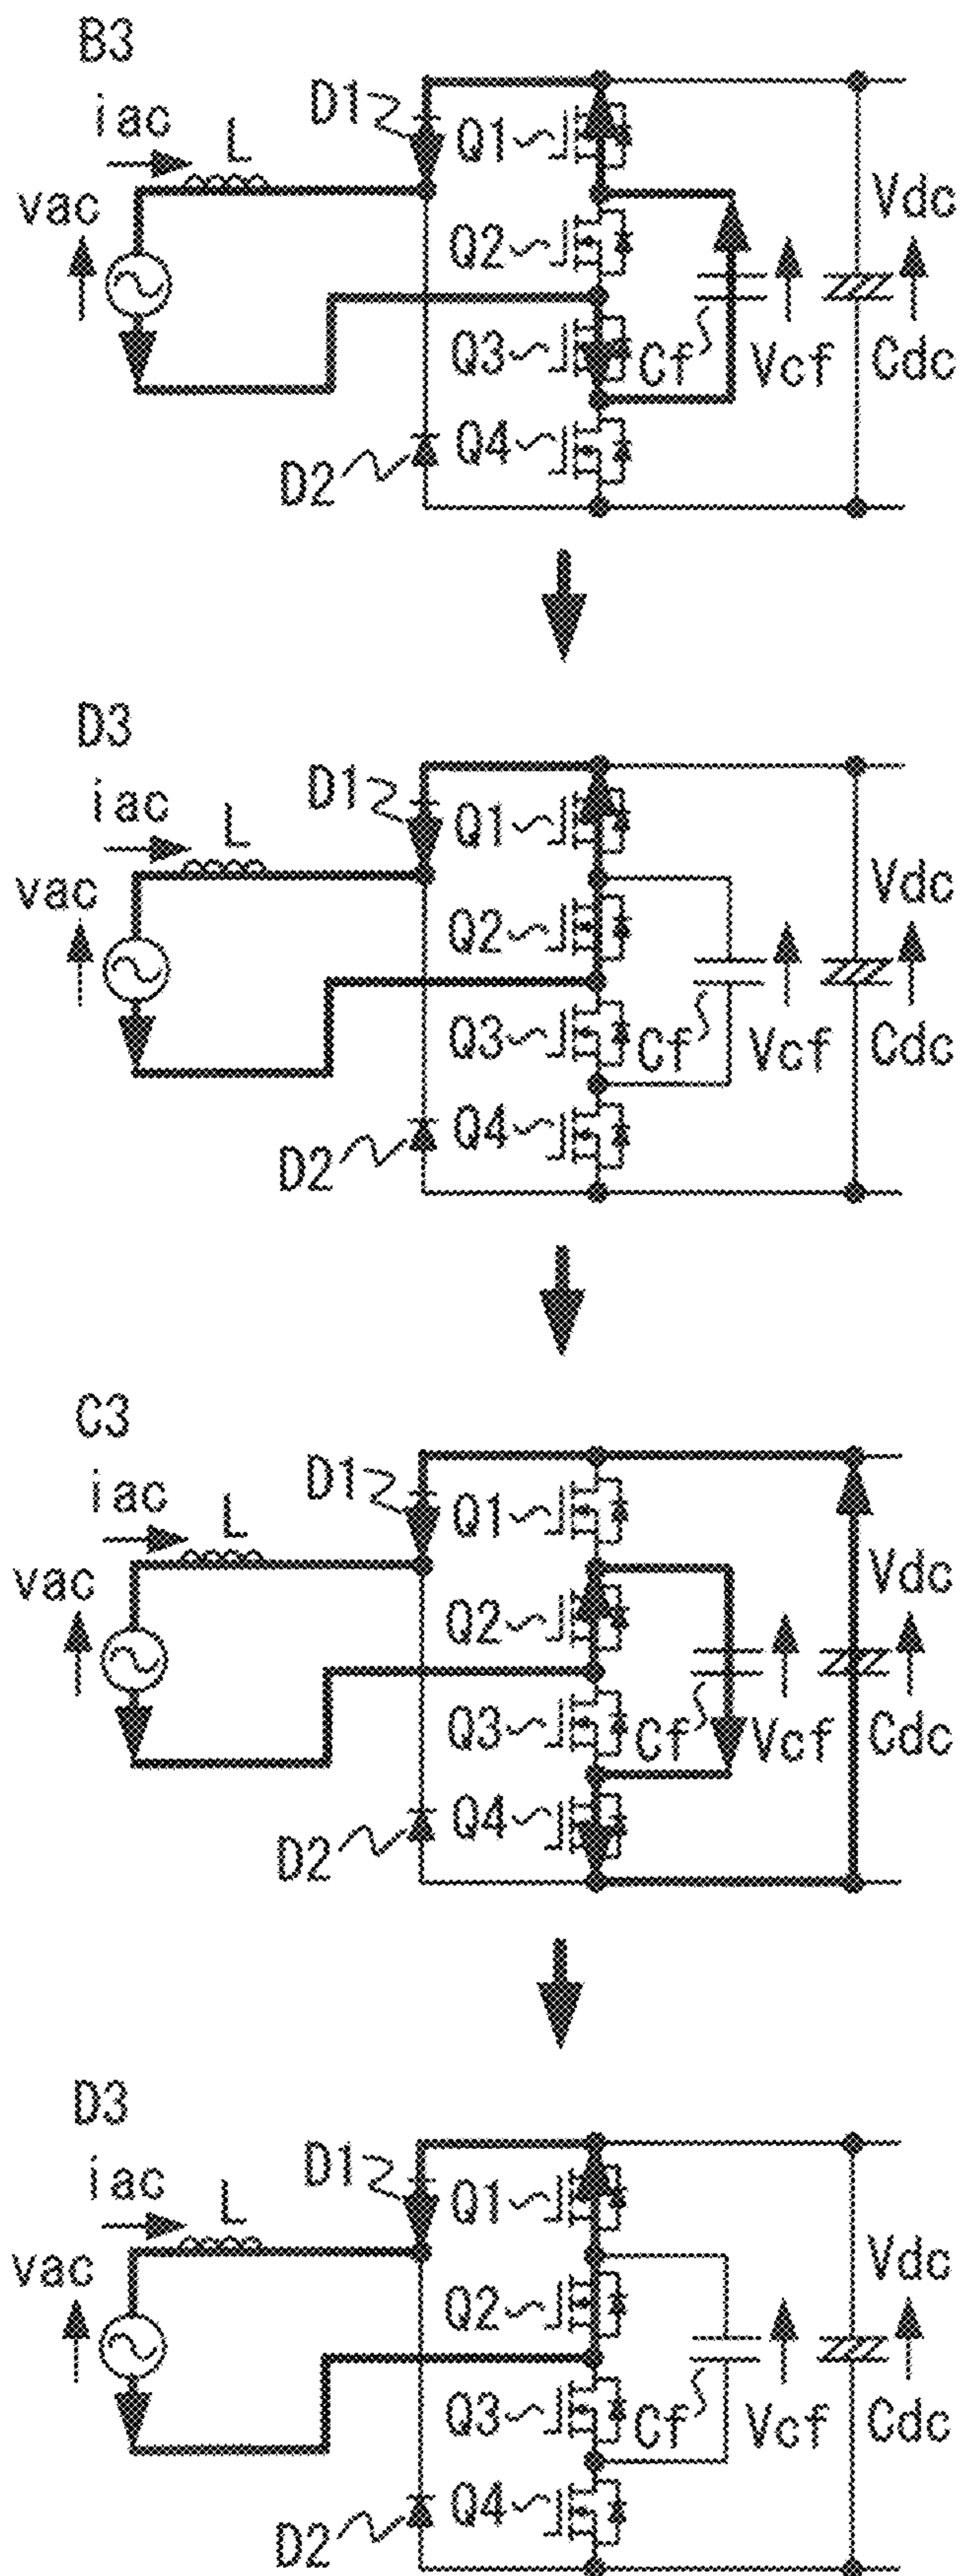 B3
iac
L
D1
Q1
vac
Vdc
Q2
Q3
Cf
Vcf
Cdc
Q4
D2
D3
iac
L
D1
Q1
vac
Vdc
Q2
Q3
Cf
Vcf
Cdc
Q4
D2
C3
iac
L
D1
Q1
vac
Vdc
Q2
Q3
Cf
Vcf
Cdc
Q4
D2
D3
iac
L
D1
Q1
vac
Vdc
Q2
Q3
Cf
Vcf
Cdc
Q4
D2